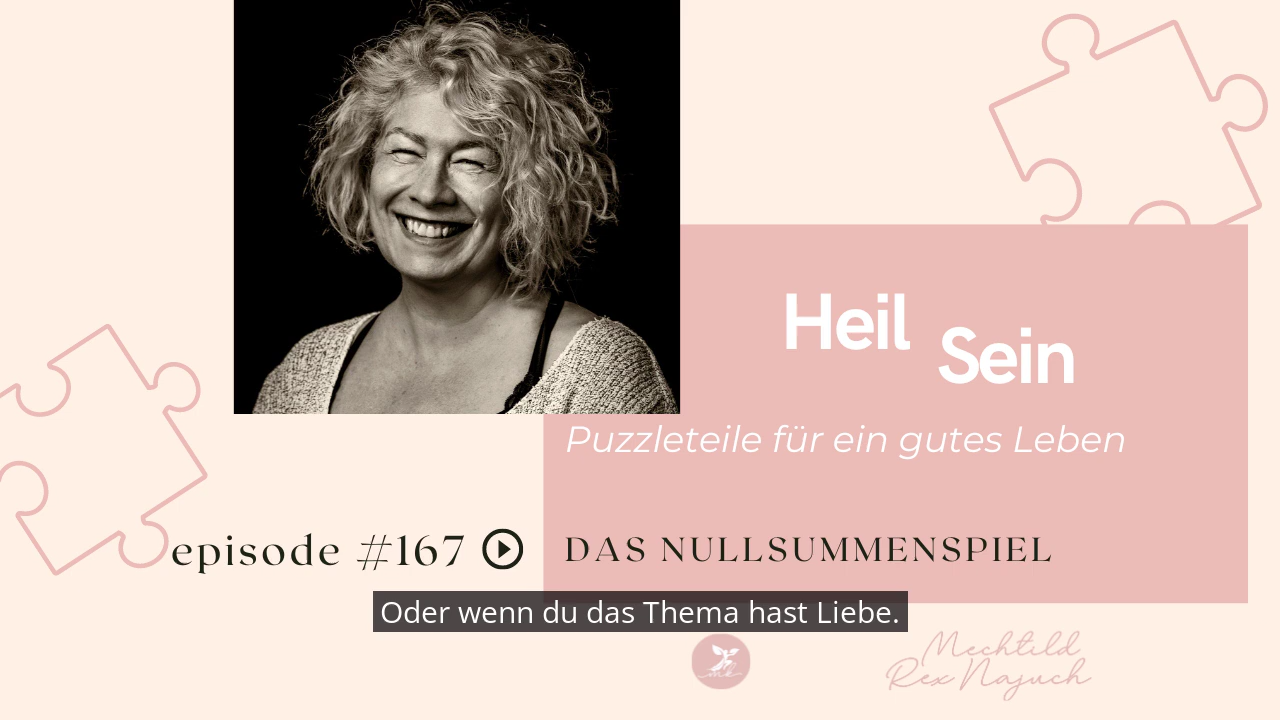 Heil
Sein
Puzzleteile für ein gutes Leben
episode #167
DAS NULLSUMMENSPIEL
Oder wenn du das Thema hast Liebe.
Mechtild
Rex Najuch